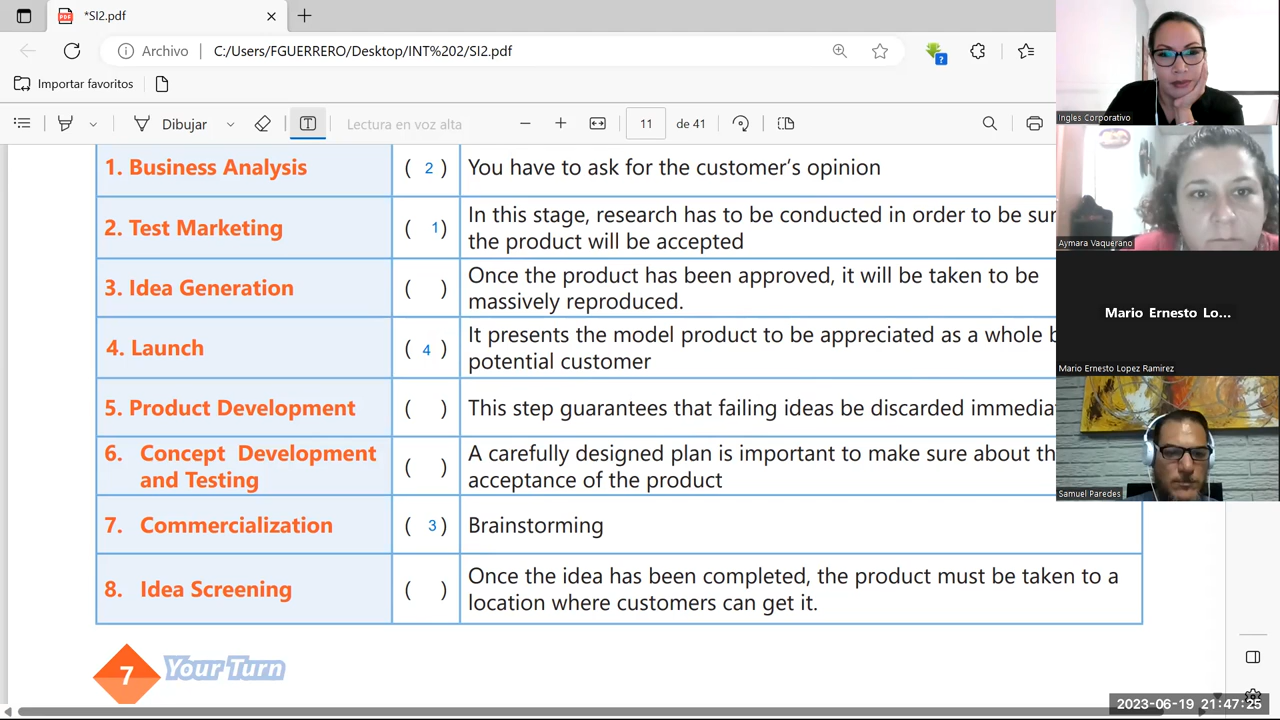 *SI2.pdf
Archivo
C:/Users/FGUERRERO/Desktop/INT%202/SI2.pdf
Importar favoritos
Dibujar
Lectura en voz alta
11
de 41
1. Business Analysis ( 2 ) You have to ask for the customer's opinion
2. Test Marketing ( 1) In this stage, research has to be conducted in order to be
the product will be accepted
3. Idea Generation ( ) Once the product has been approved, it will be taken to be
massively reproduced.
4. Launch ( 4 ) It presents the model product to be appreciated as a whole
potential customer
5. Product Development ( ) This step guarantees that failing ideas be discarded
6. Concept Development
and Testing ( ) A carefully designed plan is important to make sure about
acceptance of the product
7. Commercialization ( 3 ) Brainstorming
8. Idea Screening ( ) Once the idea has been completed, the product must be taken to a
location where customers can get it.
7 Your Turn
Ingles Corporativo
Aymara Vaquerano
Mario Ernesto Lo...
Mario Ernesto Lopez Ramirez
Samuel Paredes
2023-06-19 21:47:25